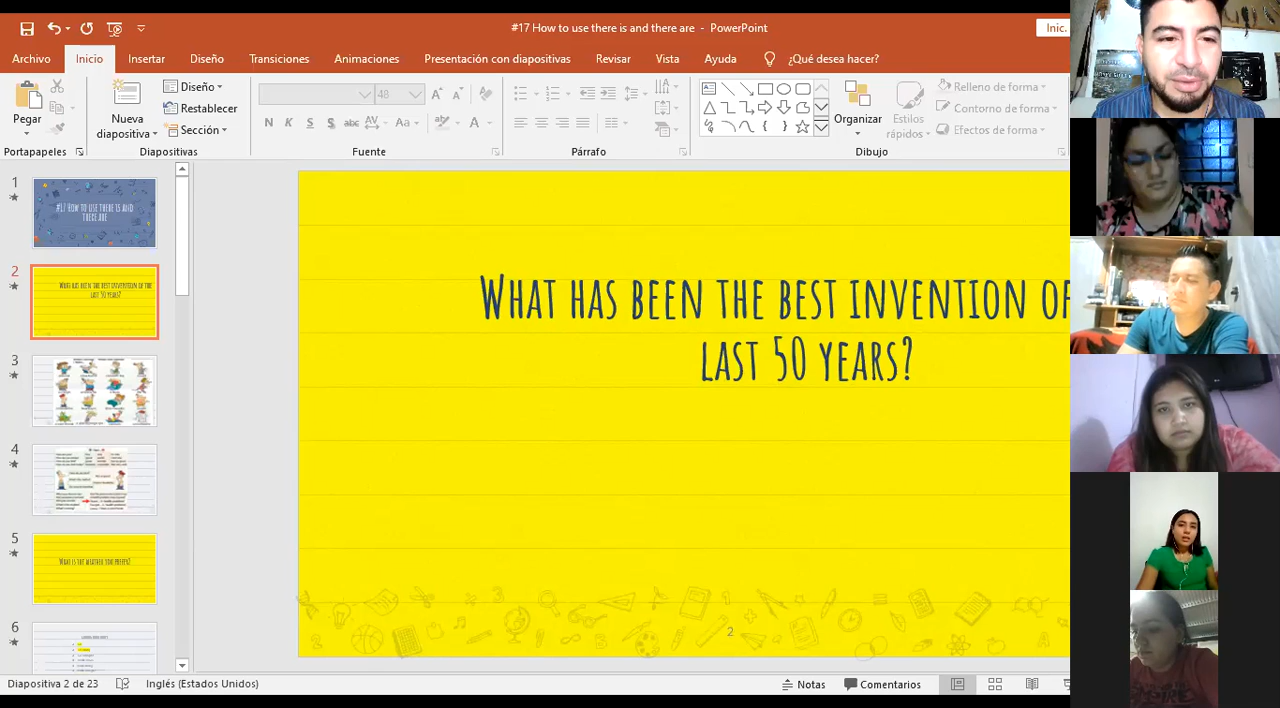 #17 How to use there is and there are - PowerPoint
Inic.
Archivo Inicio Insertar Diseño Transiciones Animaciones Presentación con diapositivas Revisar Vista Ayuda ¿Qué desea hacer?
Pegar
Nueva diapositiva
Diseño
Restablecer
Sección
48
N K S S abc AV Aa A
Organizar
Estilos rápidos
Relleno de forma
Contorno de forma
Efectos de forma
Portapapeles Diapositivas Fuente Párrafo Dibujo
1
#17 HOW TO USE THERE IS AND
THERE ARE
2
WHAT HAS BEEN THE BEST INVENTION OF THE
LAST 50 YEARS?
3
4
5
WHAT IS THE WEATHER YOU PREFER?
6
WHAT HAS BEEN THE BEST INVENTION OF
LAST 50 YEARS?
2
Diapositiva 2 de 23 Inglés (Estados Unidos) Notas Comentarios